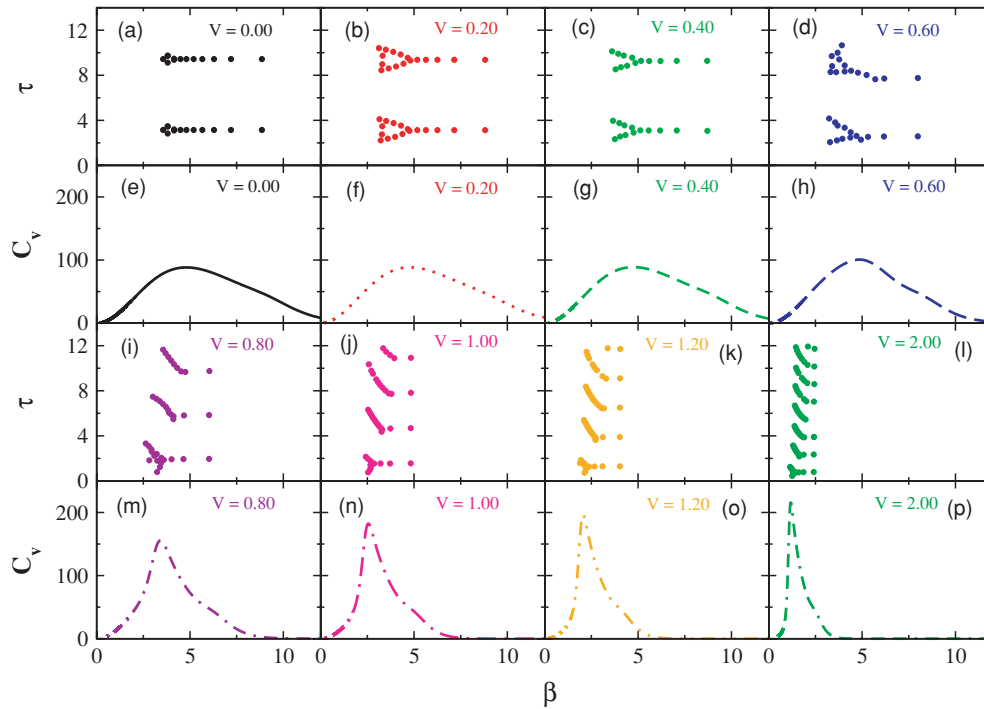 (a) V = 0.00 (b) V = 0.20 (c) V = 0.40 (d) V = 0.60
12
8
4
0
τ
(e) V = 0.00 (f) V = 0.20 (g) V = 0.40 (h) V = 0.60
200
100
0
C_v
(i) V = 0.80 (j) V = 1.00 V = 1.20 (k) V = 2.00 (l)
12
8
4
0
τ
(m) V = 0.80 (n) V = 1.00 V = 1.20 (o) V = 2.00 (p)
200
100
0
C_v
0 5 10 0 5 10 0 5 10 0 5 10
β